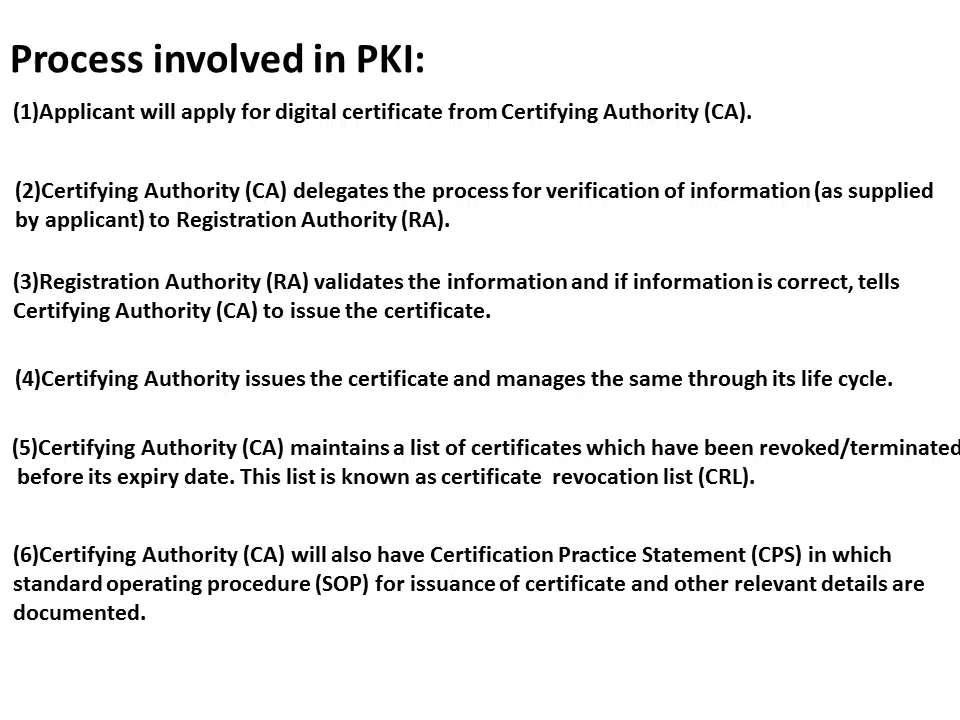 Process involved in PKI:
(1)Applicant will apply for digital certificate from Certifying Authority (CA).
(2)Certifying Authority (CA) delegates the process for verification of information (as supplied
by applicant) to Registration Authority (RA).
(3)Registration Authority (RA) validates the information and if information is correct, tells
Certifying Authority (CA) to issue the certificate.
(4)Certifying Authority issues the certificate and manages the same through its life cycle.
(5)Certifying Authority (CA) maintains a list of certificates which have been revoked/terminated
before its expiry date. This list is known as certificate revocation list (CRL).
(6)Certifying Authority (CA) will also have Certification Practice Statement (CPS) in which
standard operating procedure (SOP) for issuance of certificate and other relevant details are
documented.